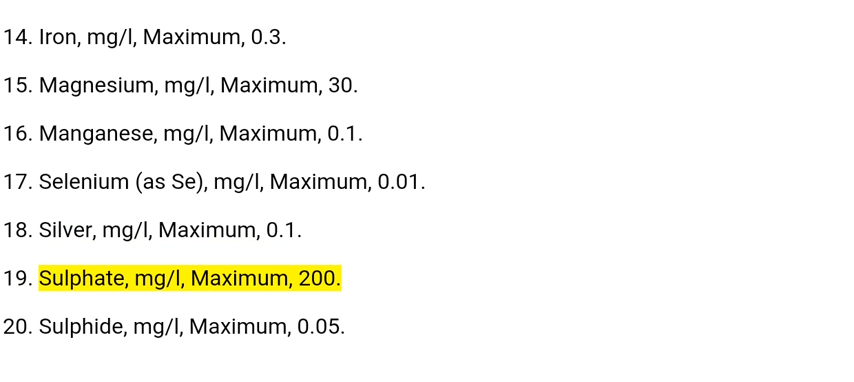 14. Iron, mg/l, Maximum, 0.3.
15. Magnesium, mg/l, Maximum, 30.
16. Manganese, mg/l, Maximum, 0.1.
17. Selenium (as Se), mg/l, Maximum, 0.01.
18. Silver, mg/l, Maximum, 0.1.
19. Sulphate, mg/l, Maximum, 200.
20. Sulphide, mg/l, Maximum, 0.05.